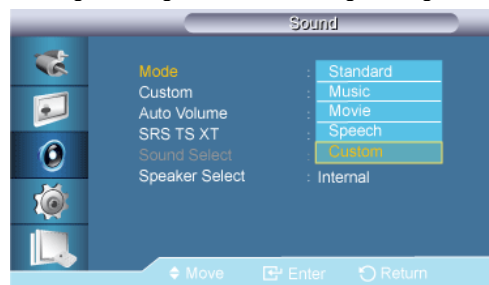 Sound
Mode : Standard
Custom : Music
Auto Volume : Movie
SRS TS XT : Speech
Sound Select : Custom
Speaker Select : Internal
Move Enter Return